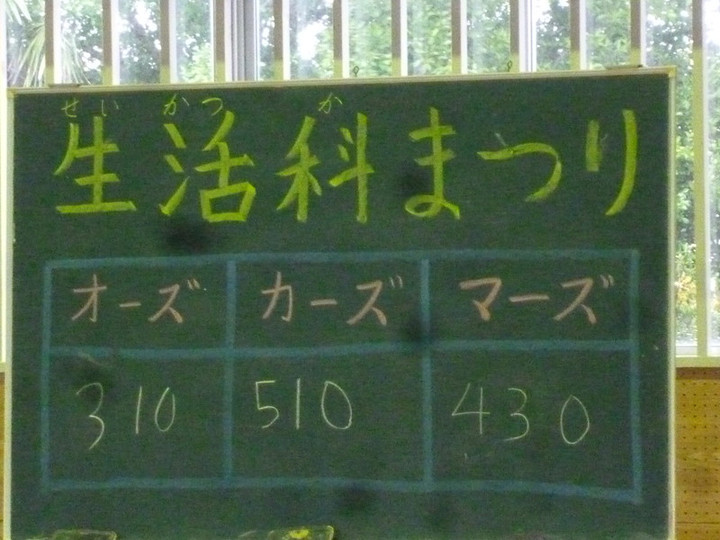 せい かつ か
生活科まつり
オーズ カーズ マーズ
310 510 430